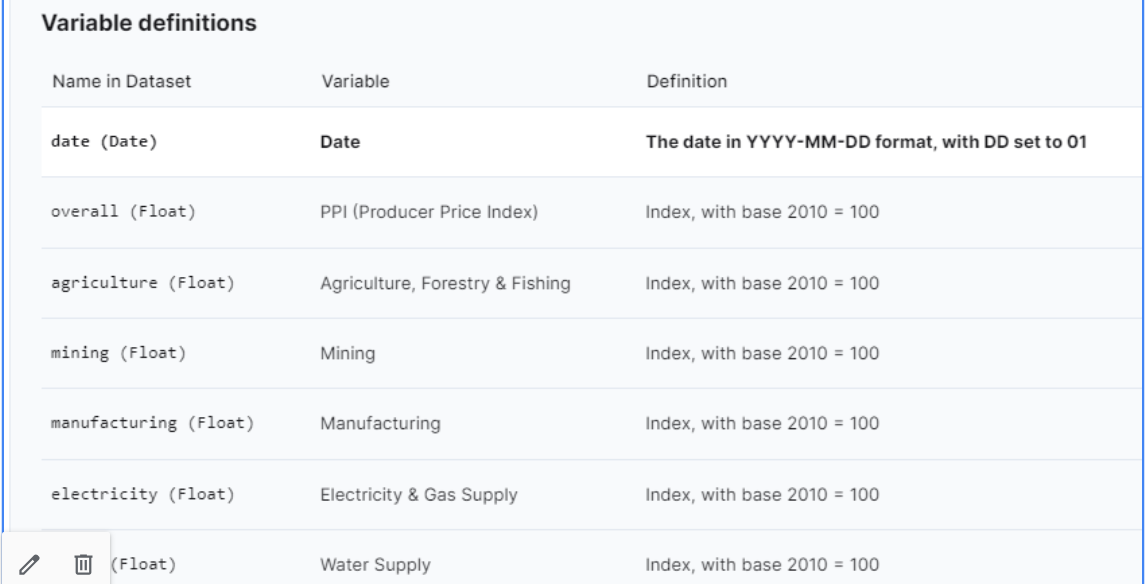 Variable definitions
Name in Dataset Variable Definition
date (Date) Date The date in YYYY-MM-DD format, with DD set to 01
overall (Float) PPI (Producer Price Index) Index, with base 2010 = 100
agriculture (Float) Agriculture, Forestry & Fishing Index, with base 2010 = 100
mining (Float) Mining Index, with base 2010 = 100
manufacturing (Float) Manufacturing Index, with base 2010 = 100
electricity (Float) Electricity & Gas Supply Index, with base 2010 = 100
(Float) Water Supply Index, with base 2010 = 100